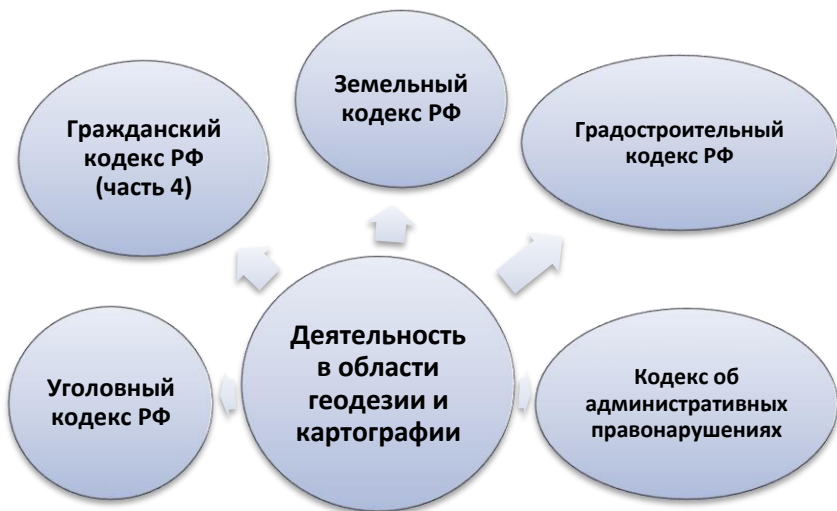 Земельный
кодекс РФ
Гражданский
кодекс РФ
(часть 4)
Градостроительный
кодекс РФ
Деятельность
в области
геодезии и
картографии
Уголовный
кодекс РФ
Кодекс об
административных
правонарушениях